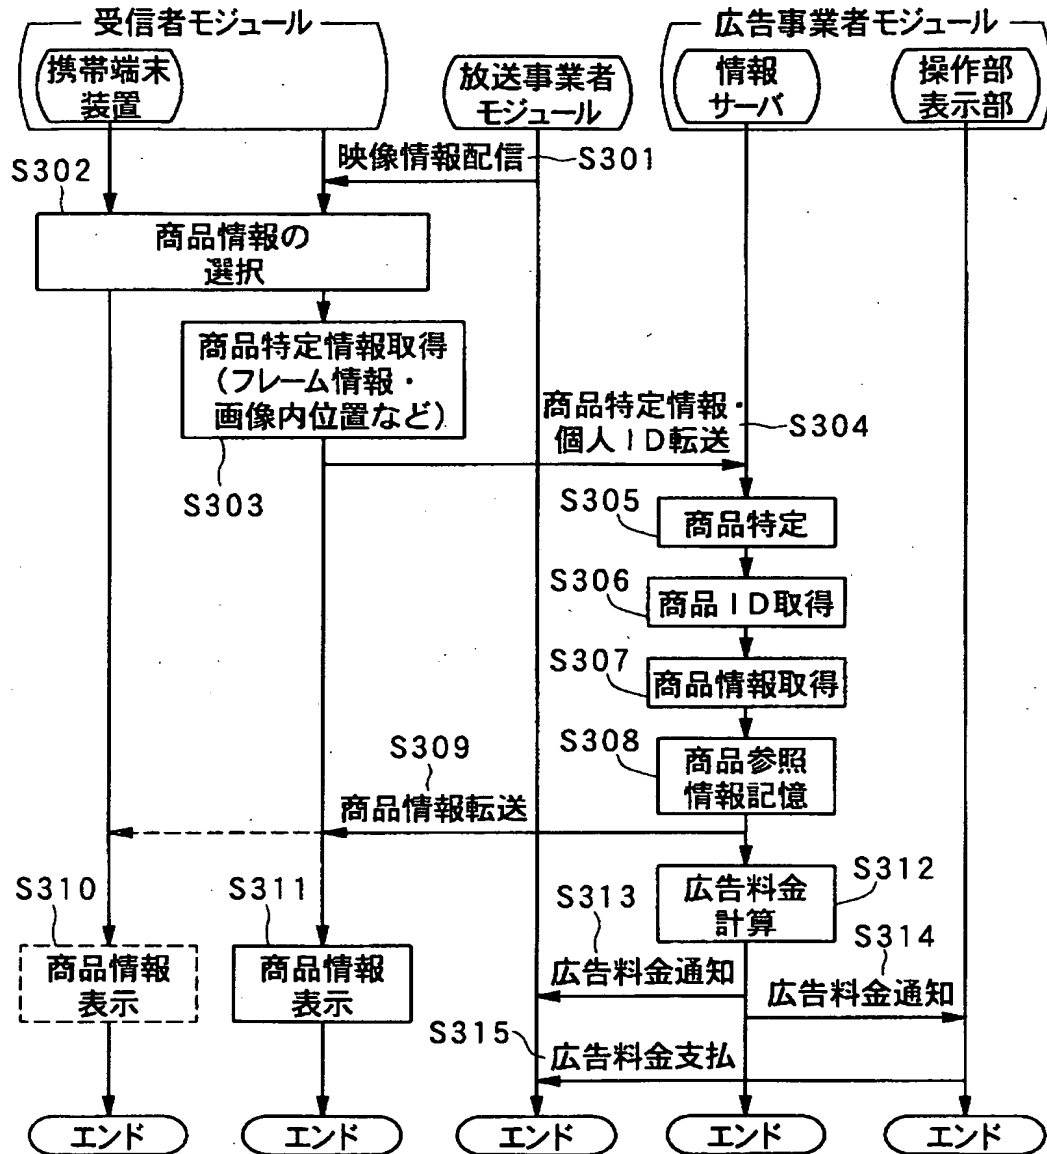 受信者モジュール
広告事業者モジュール
携帯端末
装置
放送事業者
モジュール
情報
サーバ
操作部
表示部
映像情報配信
S301
S302
商品情報の
選択
商品特定情報取得
(フレーム情報・
画像内位置など)
S303
商品特定情報・
個人ID転送
S304
S305
商品特定
S306
商品ID取得
S307
商品情報取得
S308
商品参照
情報記憶
S309
商品情報転送
S310
商品情報
表示
S311
商品情報
表示
S312
広告料金
計算
S313
広告料金通知
S314
広告料金通知
S315
広告料金支払
エンド
エンド
エンド
エンド
エンド